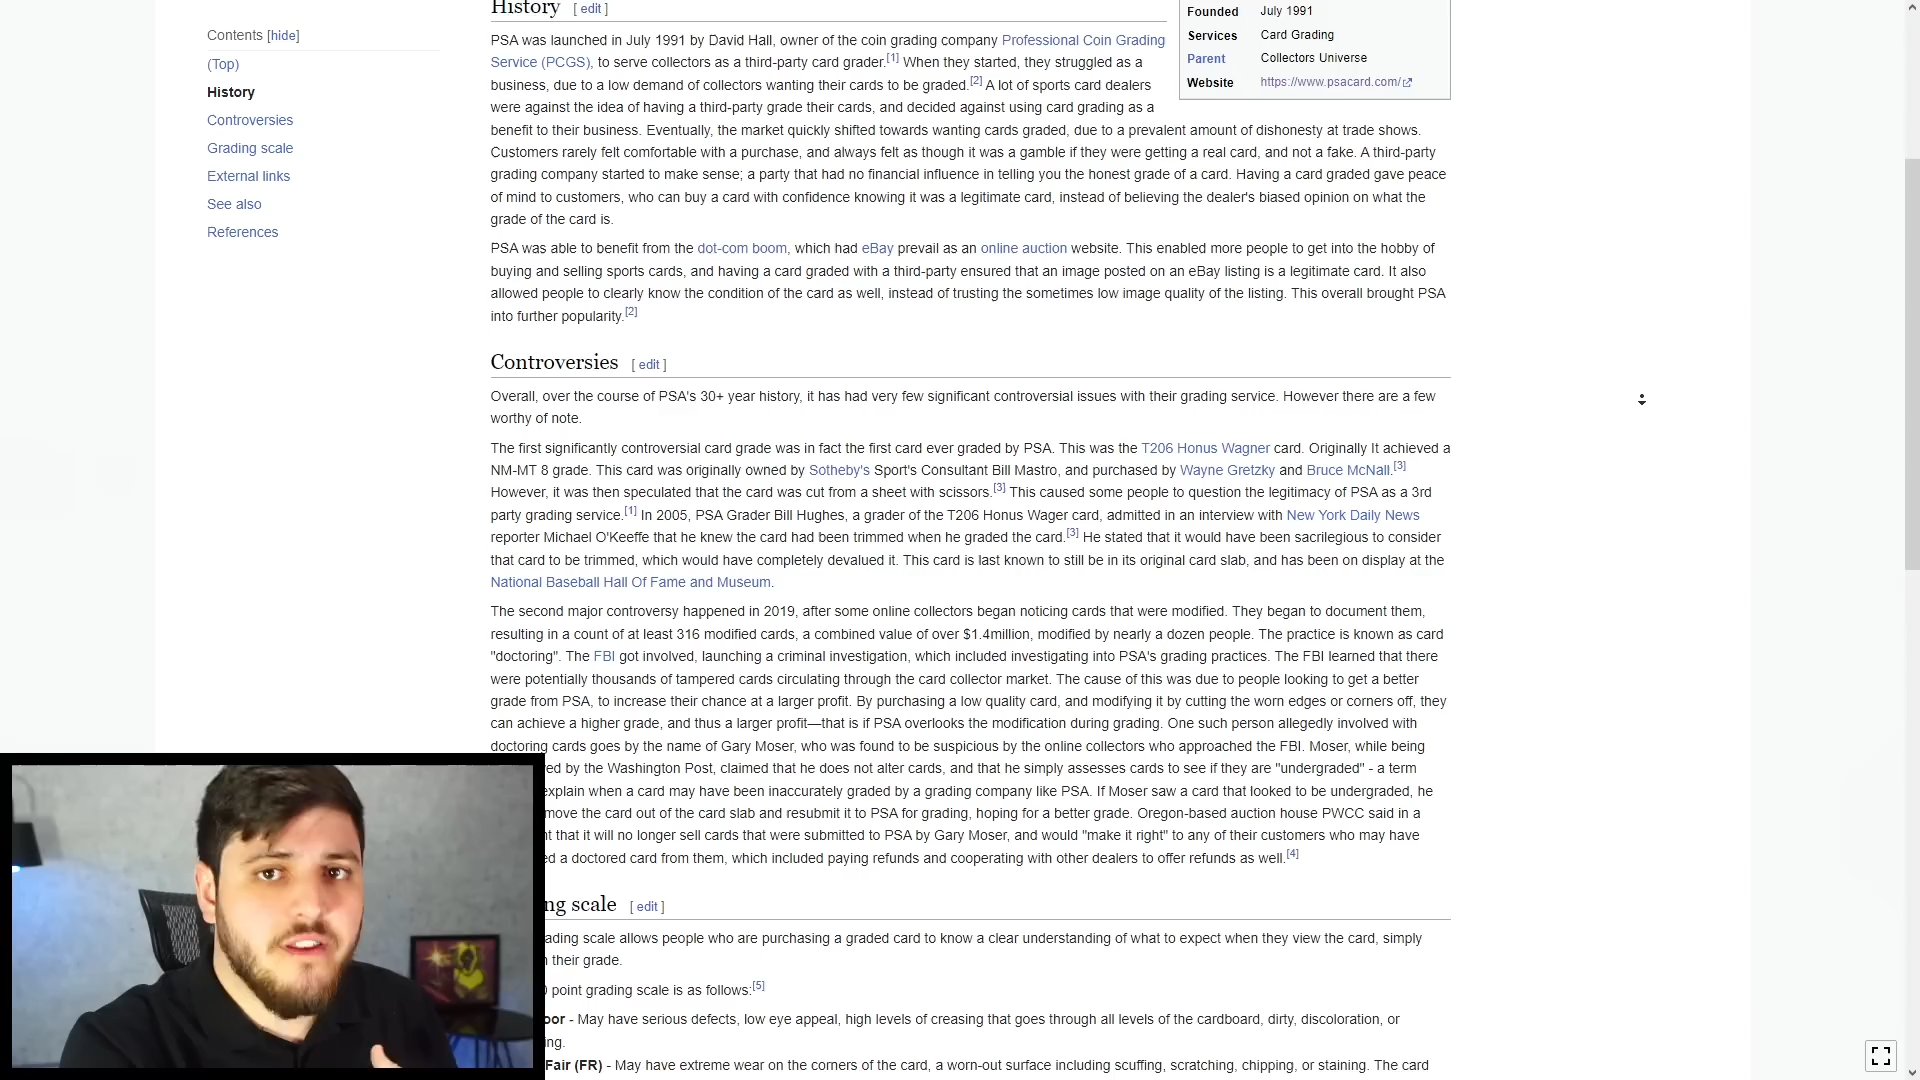 Contents [hide]
(Top)
History
Controversies
Grading scale
External links
See also
References
History [ edit ]
PSA was launched in July 1991 by David Hall, owner of the coin grading company Professional Coin Grading
Service (PCGS), to serve collectors as a third-party card grader.[1] When they started, they struggled as a
business, due to a low demand of collectors wanting their cards to be graded.[2] A lot of sports card dealers
were against the idea of having a third-party grade their cards, and decided against using card grading as a
benefit to their business. Eventually, the market quickly shifted towards wanting cards graded, due to a prevalent amount of dishonesty at trade shows.
Customers rarely felt comfortable with a purchase, and always felt as though it was a gamble if they were getting a real card, and not a fake. A third-party
grading company started to make sense; a party that had no financial influence in telling you the honest grade of a card. Having a card graded gave peace
of mind to customers, who can buy a card with confidence knowing it was a legitimate card, instead of believing the dealer's biased opinion on what the
grade of the card is.
PSA was able to benefit from the dot-com boom, which had eBay prevail as an online auction website. This enabled more people to get into the hobby of
buying and selling sports cards, and having a card graded with a third-party ensured that an image posted on an eBay listing is a legitimate card. It also
allowed people to clearly know the condition of the card as well, instead of trusting the sometimes low image quality of the listing. This overall brought PSA
into further popularity.[2]
Founded July 1991
Services Card Grading
Parent Collectors Universe
Website https://www.psacard.com/
Controversies [ edit ]
Overall, over the course of PSA's 30+ year history, it has had very few significant controversial issues with their grading service. However there are a few
worthy of note.
The first significantly controversial card grade was in fact the first card ever graded by PSA. This was the T206 Honus Wagner card. Originally It achieved a
NM-MT 8 grade. This card was originally owned by Sotheby's Sport's Consultant Bill Mastro, and purchased by Wayne Gretzky and Bruce McNall.[3]
However, it was then speculated that the card was cut from a sheet with scissors.[3] This caused some people to question the legitimacy of PSA as a 3rd
party grading service.[1] In 2005, PSA Grader Bill Hughes, a grader of the T206 Honus Wager card, admitted in an interview with New York Daily News
reporter Michael O'Keeffe that he knew the card had been trimmed when he graded the card.[3] He stated that it would have been sacrilegious to consider
that card to be trimmed, which would have completely devalued it. This card is last known to still be in its original card slab, and has been on display at the
National Baseball Hall Of Fame and Museum.
The second major controversy happened in 2019, after some online collectors began noticing cards that were modified. They began to document them,
resulting in a count of at least 316 modified cards, a combined value of over $1.4million, modified by nearly a dozen people. The practice is known as card
"doctoring". The FBI got involved, launching a criminal investigation, which included investigating into PSA's grading practices. The FBI learned that there
were potentially thousands of tampered cards circulating through the card collector market. The cause of this was due to people looking to get a better
grade from PSA, to increase their chance at a larger profit. By purchasing a low quality card, and modifying it by cutting the worn edges or corners off, they
can achieve a higher grade, and thus a larger profit—that is if PSA overlooks the modification during grading. One such person allegedly involved with
doctoring cards goes by the name of Gary Moser, who was found to be suspicious by the online collectors who approached the FBI. Moser, while being
ed by the Washington Post, claimed that he does not alter cards, and that he simply assesses cards to see if they are "undergraded" - a term
explain when a card may have been inaccurately graded by a grading company like PSA. If Moser saw a card that looked to be undergraded, he
move the card out of the card slab and resubmit it to PSA for grading, hoping for a better grade. Oregon-based auction house PWCC said in a
nt that it will no longer sell cards that were submitted to PSA by Gary Moser, and would "make it right" to any of their customers who may have
ed a doctored card from them, which included paying refunds and cooperating with other dealers to offer refunds as well.[4]
ng scale [ edit ]
ading scale allows people who are purchasing a graded card to know a clear understanding of what to expect when they view the card, simply
their grade.
point grading scale is as follows:[5]
oor - May have serious defects, low eye appeal, high levels of creasing that goes through all levels of the cardboard, dirty, discoloration, or
ing.
Fair (FR) - May have extreme wear on the corners of the card, a worn-out surface including scuffing, scratching, chipping, or staining. The card